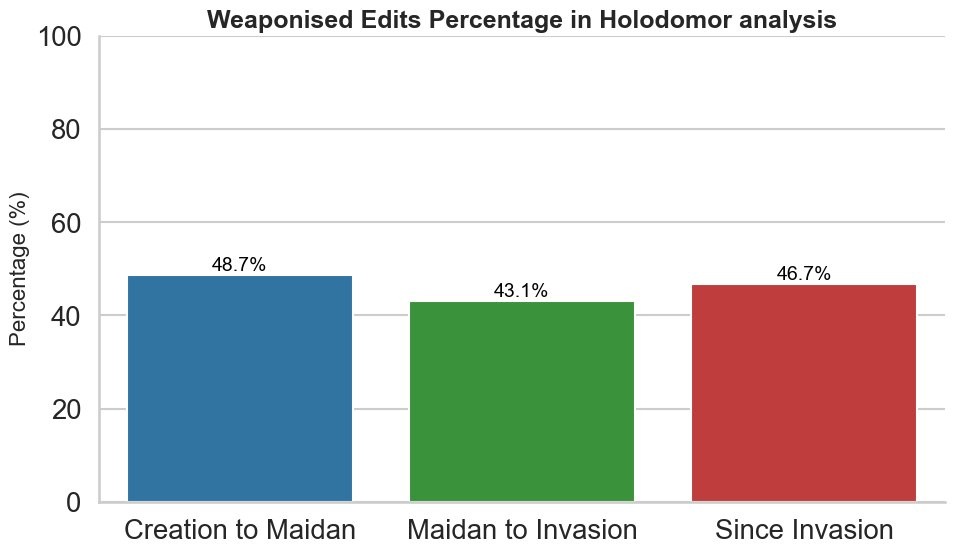 Weaponised Edits Percentage in Holodomor analysis
Percentage (%)
100
80
60
40
20
0
48.7%
43.1%
46.7%
Creation to Maidan
Maidan to Invasion
Since Invasion